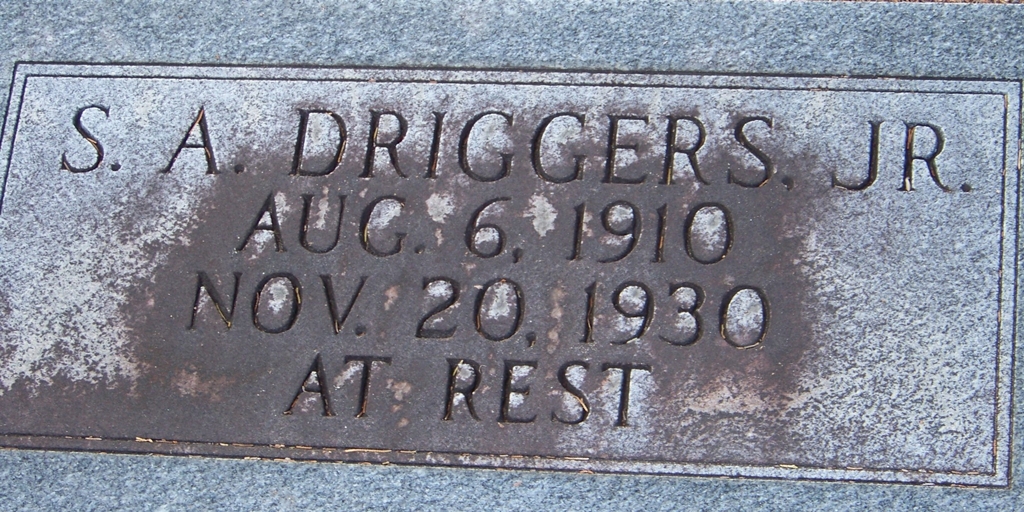 S. A. DRIGGERS, JR.
AUG. 6, 1910
NOV. 20, 1930
AT REST